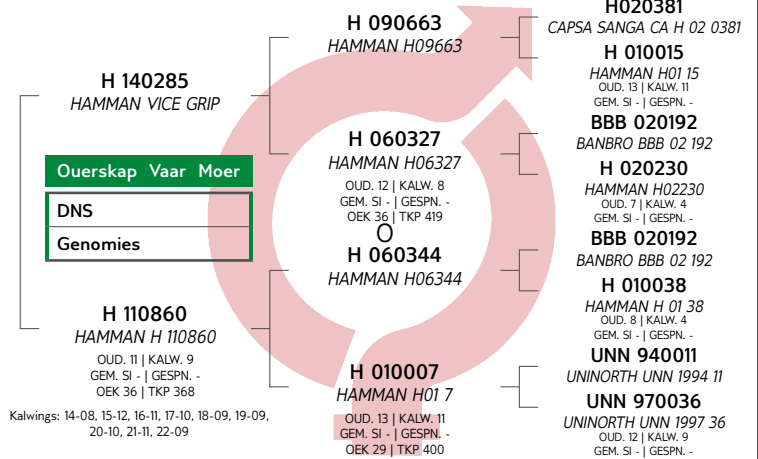 H 140285
HAMMAN VICE GRIP
Ouerskap Vaar Moer
DNS
Genomies
H 110860
HAMMAN H 110860
OUD. 11 | KALW. 9
GEM. SI - | GESPN. -
OEK 36 | TKP 368
Kalwings: 14-08, 15-12, 16-11, 17-10, 18-09, 19-09,
20-10, 21-11, 22-09
H 090663
HAMMAN H09663
H 060327
HAMMAN H06327
OUD. 12 | KALW. 8
GEM. SI - | GESPN. -
OEK 36 | TKP 419
O
H 060344
HAMMAN H06344
H 010007
HAMMAN H01 7
OUD. 13 | KALW. 11
GEM. SI - | GESPN. -
OEK 29 | TKP 400
H020381
CAPSA SANGA CA H 02 0381
H 010015
HAMMAN H01 15
OUD. 13 | KALW. 11
GEM. SI - | GESPN. -
BBB 020192
BANBRO BBB 02 192
H 020230
HAMMAN H02230
OUD. 7 | KALW. 4
GEM. SI - | GESPN. -
BBB 020192
BANBRO BBB 02 192
H 010038
HAMMAN H 01 38
OUD. 8 | KALW. 4
GEM. SI - | GESPN. -
UNN 940011
UNINORTH UNN 1994 11
UNN 970036
UNINORTH UNN 1997 36
OUD. 12 | KALW. 9
GEM. SI - | GESPN. -